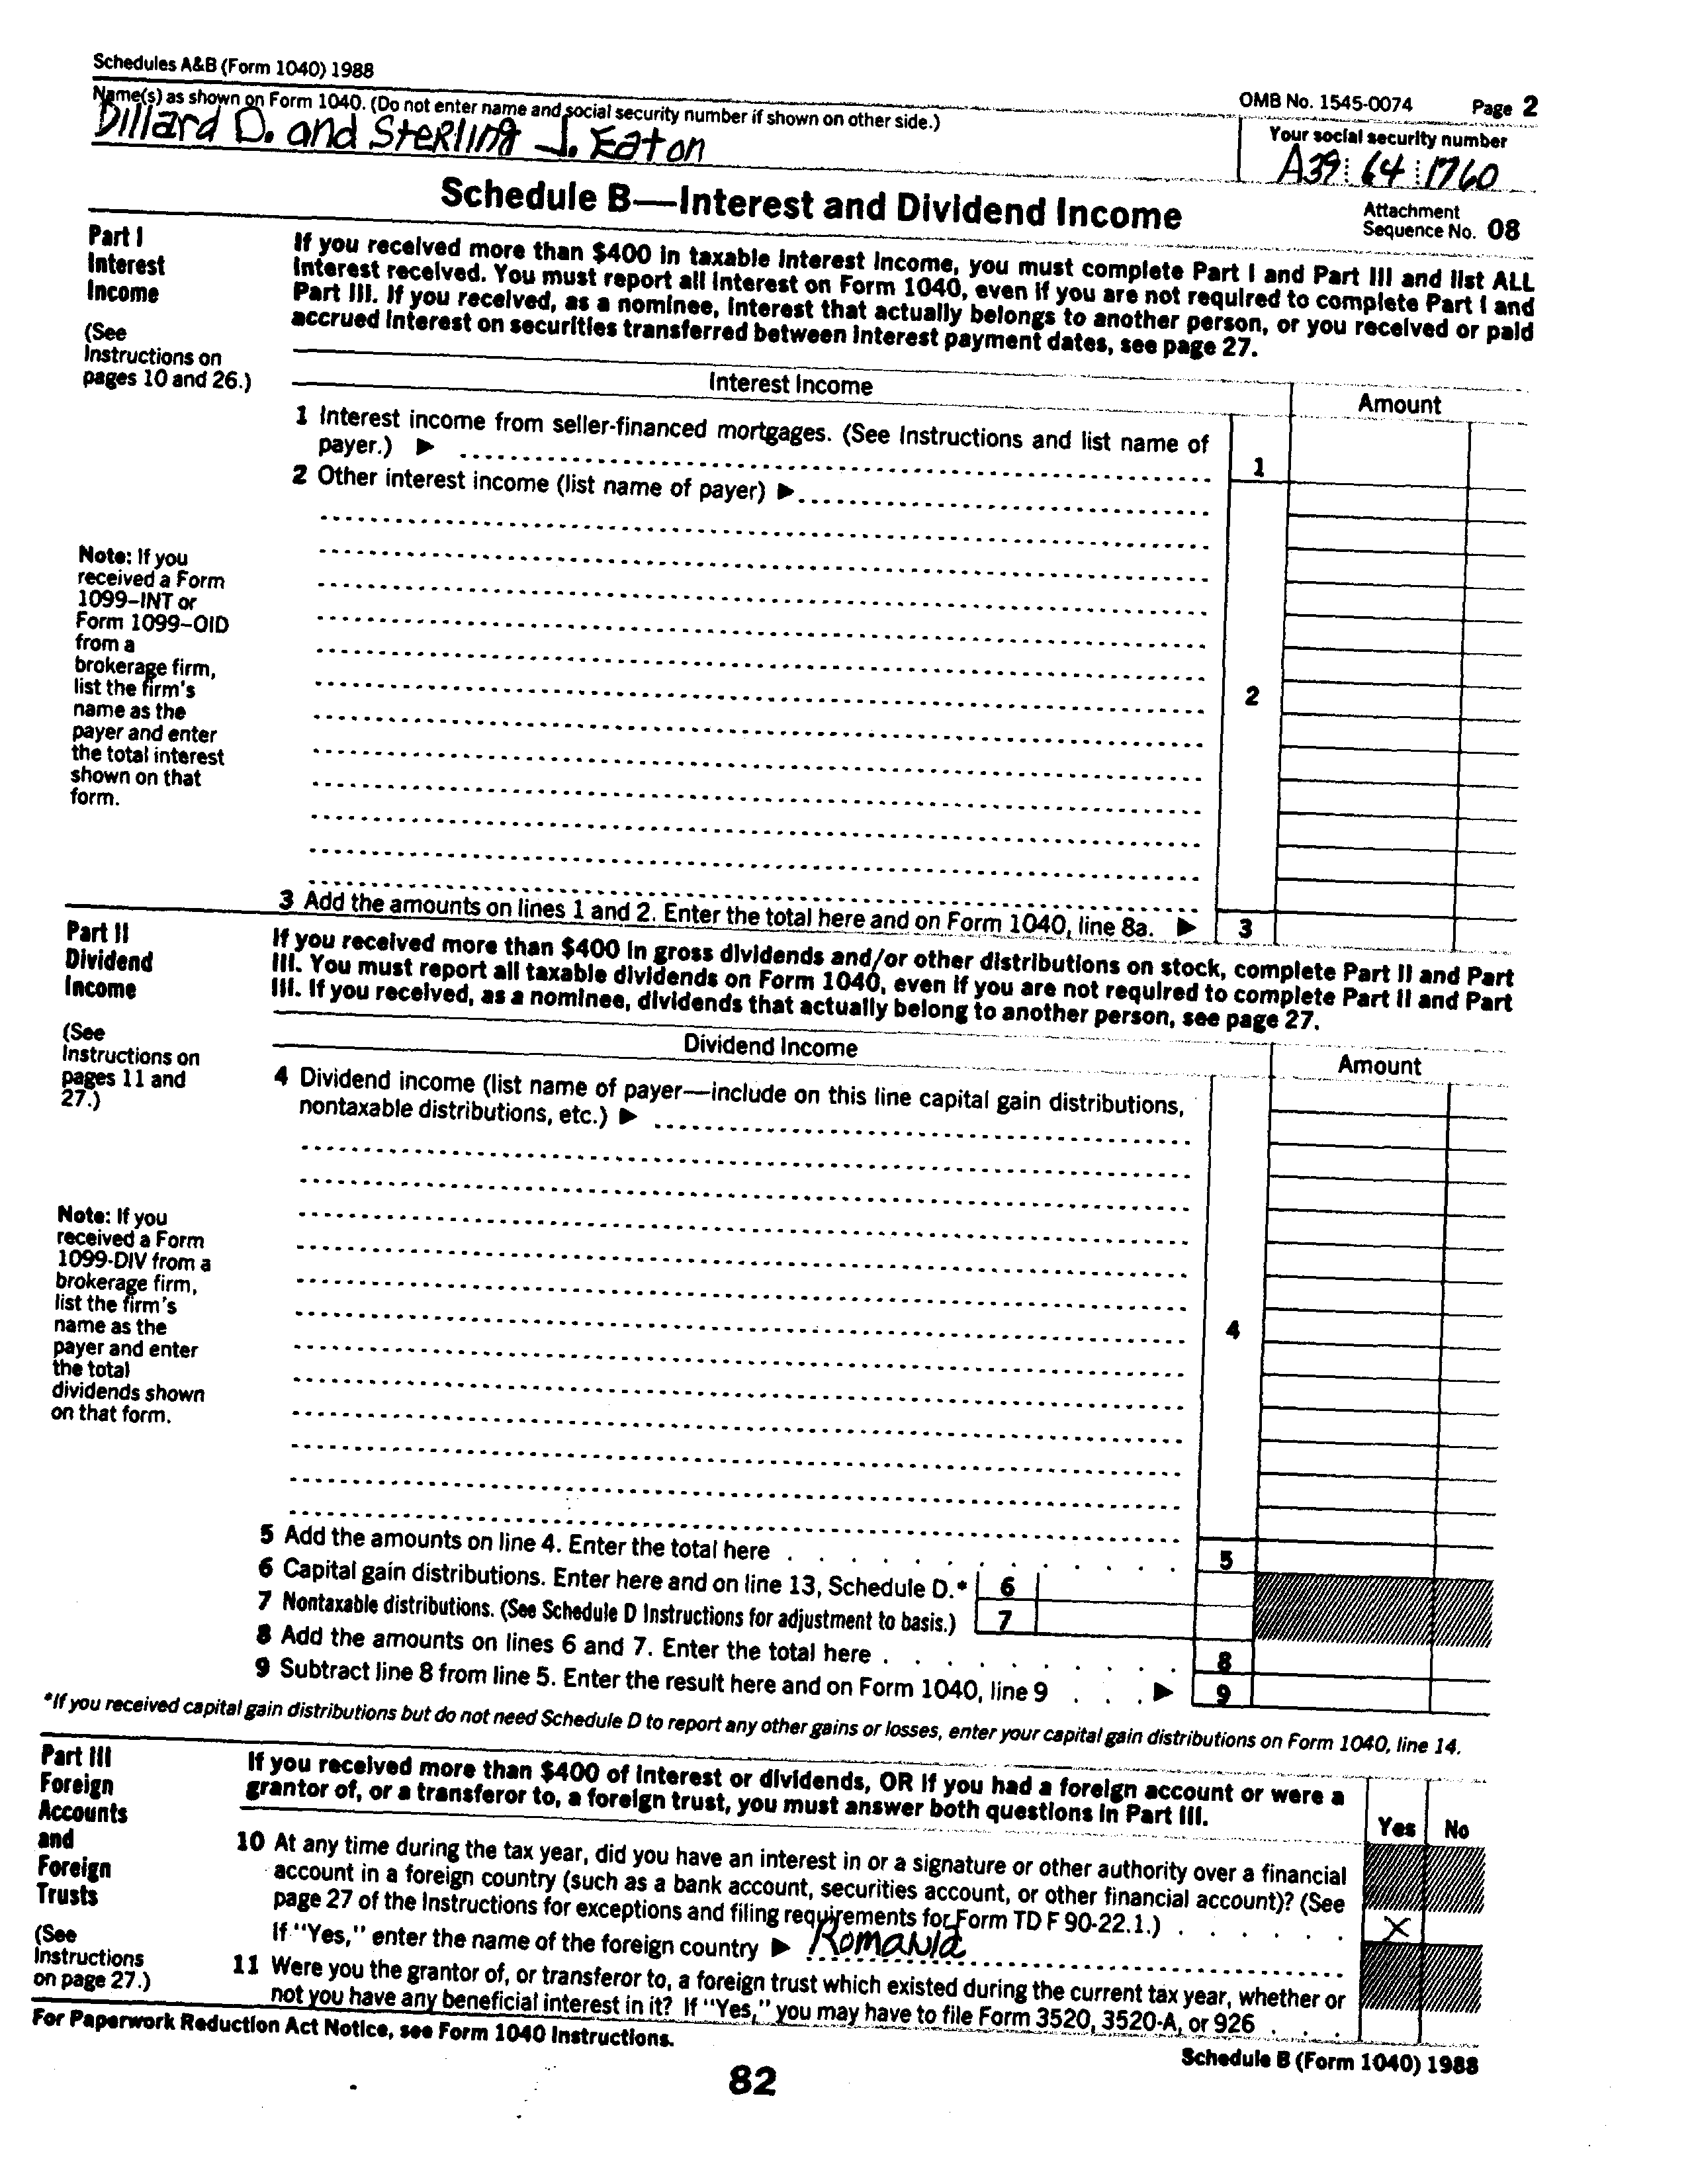 Schedules A&B (Form 1040) 1988
OMB No. 1545-0074 Page 2
Name(s) as shown on Form 1040. (Do not enter name and social security number if shown on other side.)
Your social security number
Dillard D. and Sterling J. Eaton
A39 64 1760
Schedule B—Interest and Dividend Income
Attachment
Sequence No. 08
Part I
Interest
Income
(See
Instructions on
pages 10 and 26.)
If you received more than $400 in taxable interest income, you must complete Part I and Part III and list ALL
interest received. You must report all interest on Form 1040, even if you are not required to complete Part I and
Part III. If you received, as a nominee, interest that actually belongs to another person, or you received or paid
accrued interest on securities transferred between interest payment dates, see page 27.
Interest Income
Amount
1 Interest income from seller-financed mortgages. (See Instructions and list name of
payer.) ▶
1
2 Other interest income (list name of payer) ▶
Note: If you
received a Form
1099–INT or
Form 1099–OID
from a
brokerage firm,
list the firm's
name as the
payer and enter
the total interest
shown on that
form.
2
3 Add the amounts on lines 1 and 2. Enter the total here and on Form 1040, line 8a. ▶ 3
Part II
Dividend
Income
(See
Instructions on
pages 11 and
27.)
If you received more than $400 in gross dividends and/or other distributions on stock, complete Part II and Part
III. You must report all taxable dividends on Form 1040, even if you are not required to complete Part II and Part
III. If you received, as a nominee, dividends that actually belong to another person, see page 27.
Dividend Income
Amount
4 Dividend income (list name of payer—include on this line capital gain distributions,
nontaxable distributions, etc.) ▶
Note: If you
received a Form
1099-DIV from a
brokerage firm,
list the firm's
name as the
payer and enter
the total
dividends shown
on that form.
4
5 Add the amounts on line 4. Enter the total here . . . . . . . . . . . . 5
6 Capital gain distributions. Enter here and on line 13, Schedule D.* 6
7 Nontaxable distributions. (See Schedule D Instructions for adjustment to basis.) 7
8 Add the amounts on lines 6 and 7. Enter the total here . . . . . . . . . . 8
9 Subtract line 8 from line 5. Enter the result here and on Form 1040, line 9 . . . ▶ 9
*If you received capital gain distributions but do not need Schedule D to report any other gains or losses, enter your capital gain distributions on Form 1040, line 14.
Part III
Foreign
Accounts
and
Foreign
Trusts
(See
Instructions
on page 27.)
If you received more than $400 of interest or dividends, OR if you had a foreign account or were a
grantor of, or a transferor to, a foreign trust, you must answer both questions in Part III.
Yes No
10 At any time during the tax year, did you have an interest in or a signature or other authority over a financial
account in a foreign country (such as a bank account, securities account, or other financial account)? (See
page 27 of the Instructions for exceptions and filing requirements for Form TD F 90-22.1.) . . . . . . X
If "Yes," enter the name of the foreign country ▶ Romania
11 Were you the grantor of, or transferor to, a foreign trust which existed during the current tax year, whether or
not you have any beneficial interest in it? If "Yes," you may have to file Form 3520, 3520-A, or 926 . . .
For Paperwork Reduction Act Notice, see Form 1040 Instructions.
Schedule B (Form 1040) 1988
82